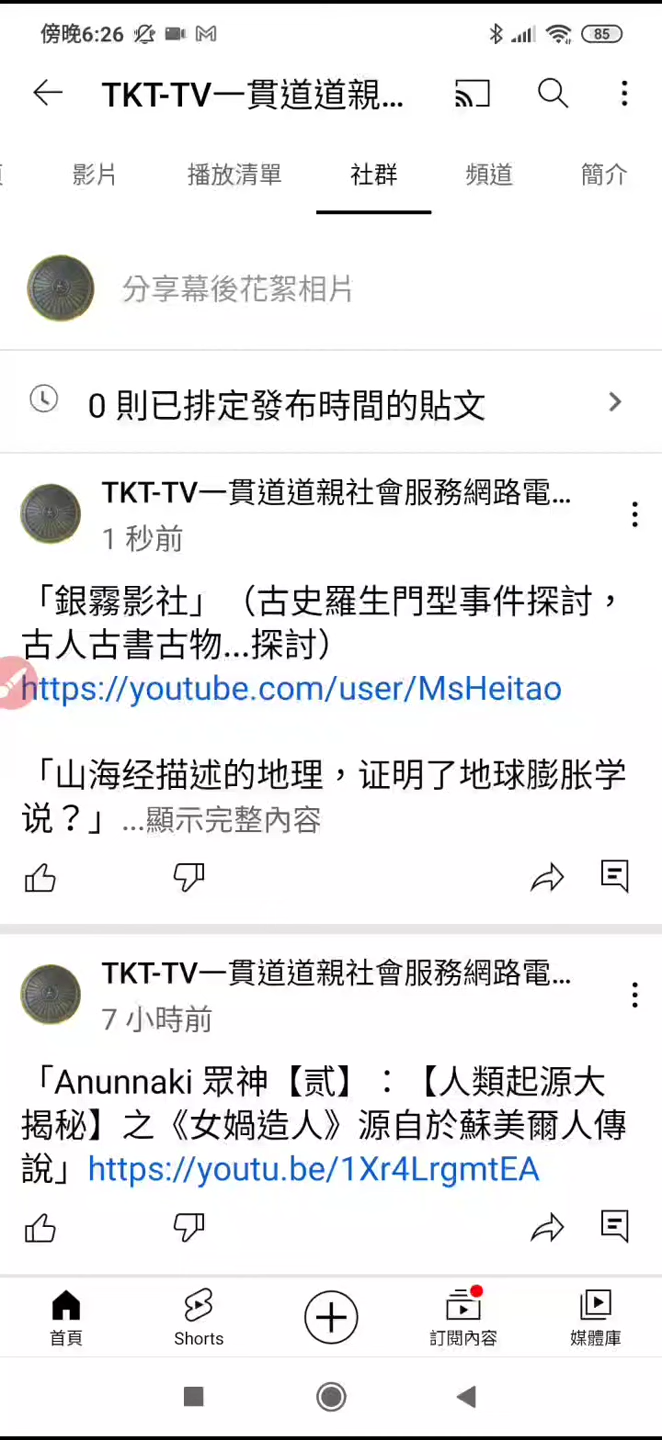 傍晚6:26
85
TKT-TV一貫道道親...
影片 播放清單 社群 頻道 簡介
分享幕後花絮相片
0 則已排定發布時間的貼文
TKT-TV一貫道道親社會服務網路電...
1 秒前
「銀霧影社」（古史羅生門型事件探討，
古人古書古物...探討）
https://youtube.com/user/MsHeitao
「山海经描述的地理，证明了地球膨胀学
说？」...顯示完整內容
TKT-TV一貫道道親社會服務網路電...
7 小時前
「Anunnaki 眾神【贰】：【人類起源大
揭秘】之《女媧造人》源自於蘇美爾人傳
說」https://youtu.be/1Xr4LrgmtEA
首頁 Shorts 訂閱內容 媒體庫